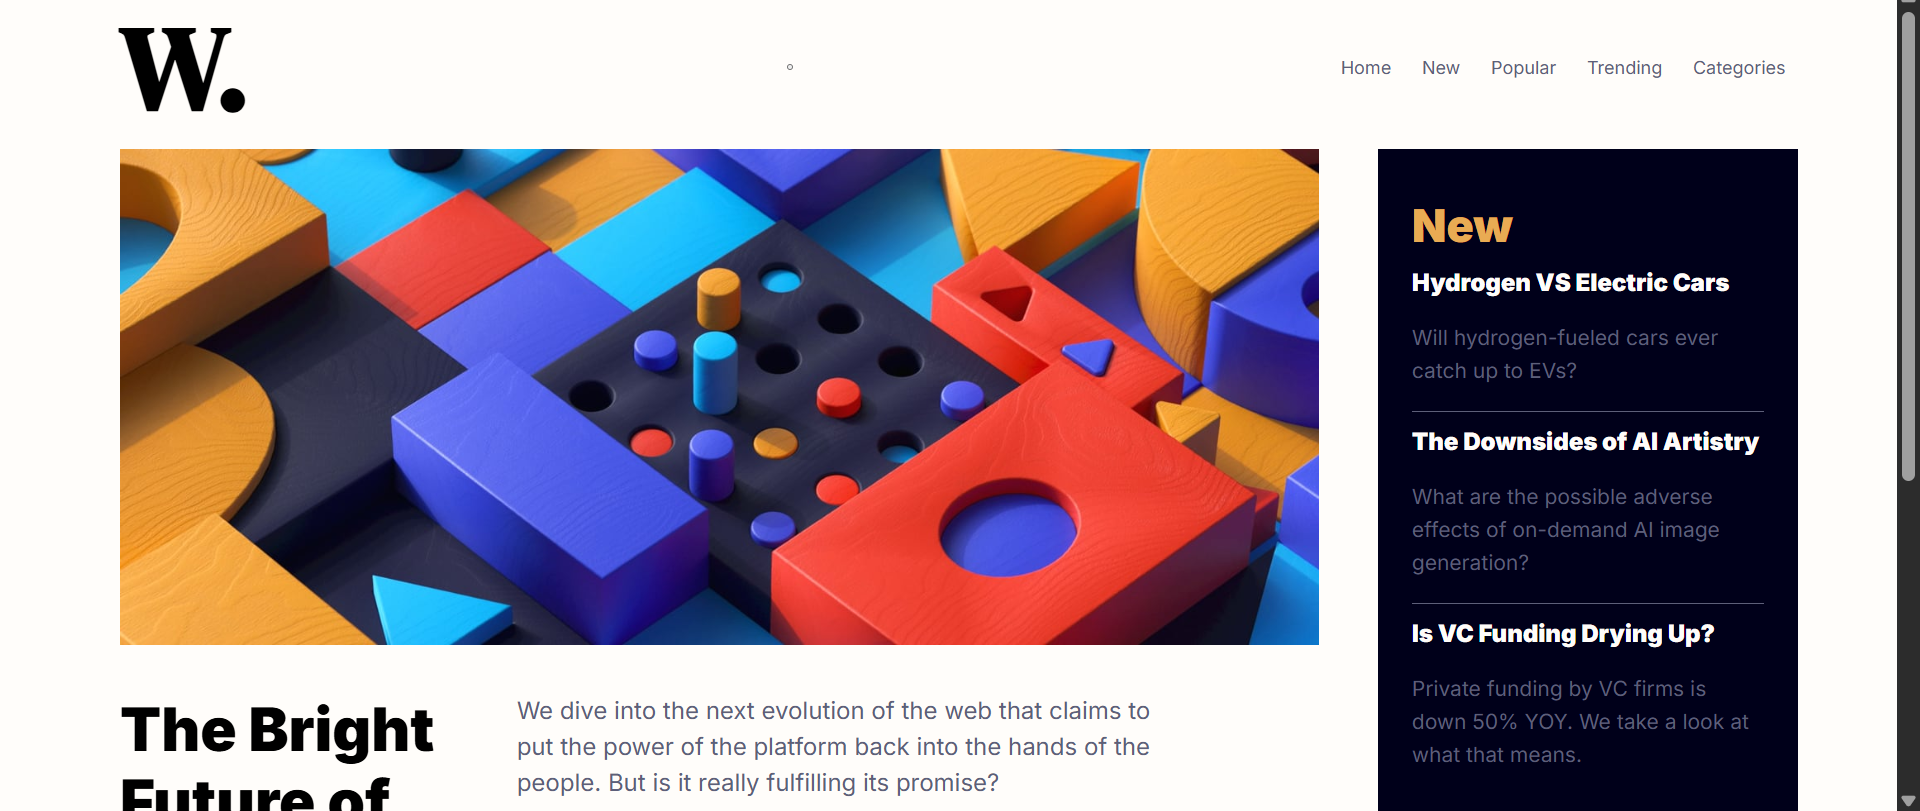 W.
Home New Popular Trending Categories
New
Hydrogen VS Electric Cars
Will hydrogen-fueled cars ever
catch up to EVs?
The Downsides of AI Artistry
What are the possible adverse
effects of on-demand AI image
generation?
Is VC Funding Drying Up?
Private funding by VC firms is
down 50% YOY. We take a look at
what that means.
The Bright
Future of
We dive into the next evolution of the web that claims to
put the power of the platform back into the hands of the
people. But is it really fulfilling its promise?